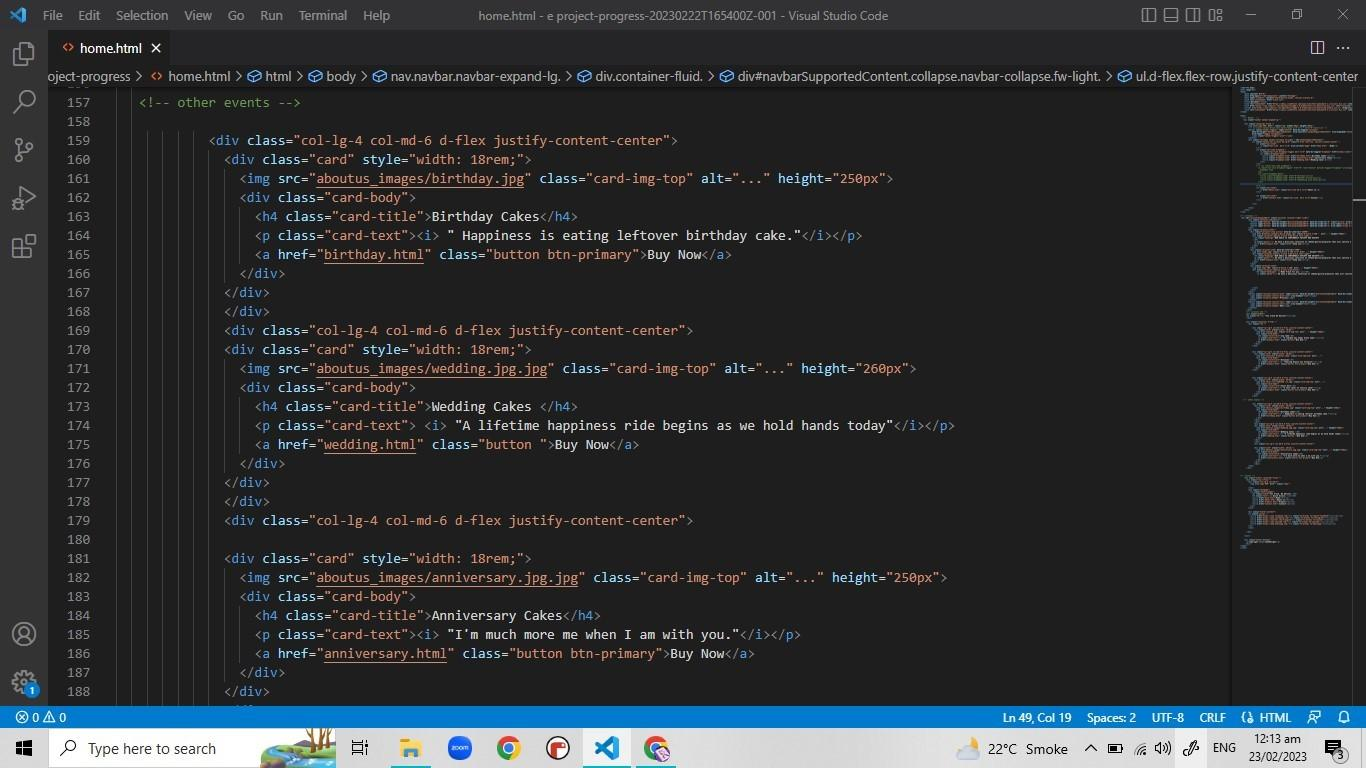 File Edit Selection View Go Run Terminal Help home.html - e project-progress-20230222T165400Z-001 - Visual Studio Code
home.html
oject-progress > home.html > html > body > nav.navbar.navbar-expand-lg. > div.container-fluid. > div#navbarSupportedContent.collapse.navbar-collapse.fw-light. > ul.d-flex.flex-row.justify-content-center
157 <!-- other events -->
158
159 <div class="col-lg-4 col-md-6 d-flex justify-content-center">
160 <div class="card" style="width: 18rem;">
161 <img src="aboutus_images/birthday.jpg" class="card-img-top" alt="..." height="250px">
162 <div class="card-body">
163 <h4 class="card-title">Birthday Cakes</h4>
164 <p class="card-text"><i> " Happiness is eating leftover birthday cake."</i></p>
165 <a href="birthday.html" class="button btn-primary">Buy Now</a>
166 </div>
167 </div>
168 </div>
169 <div class="col-lg-4 col-md-6 d-flex justify-content-center">
170 <div class="card" style="width: 18rem;">
171 <img src="aboutus_images/wedding.jpg.jpg" class="card-img-top" alt="..." height="260px">
172 <div class="card-body">
173 <h4 class="card-title">Wedding Cakes </h4>
174 <p class="card-text"> <i> "A lifetime happiness ride begins as we hold hands today"</i></p>
175 <a href="wedding.html" class="button ">Buy Now</a>
176 </div>
177 </div>
178 </div>
179 <div class="col-lg-4 col-md-6 d-flex justify-content-center">
180
181 <div class="card" style="width: 18rem;">
182 <img src="aboutus_images/anniversary.jpg.jpg" class="card-img-top" alt="..." height="250px">
183 <div class="card-body">
184 <h4 class="card-title">Anniversary Cakes</h4>
185 <p class="card-text"><i> "I'm much more me when I am with you."</i></p>
186 <a href="anniversary.html" class="button btn-primary">Buy Now</a>
187 </div>
188 </div>
1
0 0 Ln 49, Col 19 Spaces: 2 UTF-8 CRLF HTML
Type here to search zoom 22°C Smoke ENG 12:13 am
23/02/2023 3